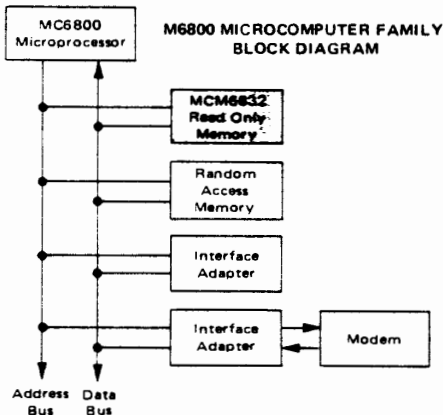 MC6800
Microprocessor
M6800 MICROCOMPUTER FAMILY
BLOCK DIAGRAM
MCM6832
Read Only
Memory
Random
Access
Memory
Interface
Adapter
Interface
Adapter
Modem
Address
Bus
Data
Bus